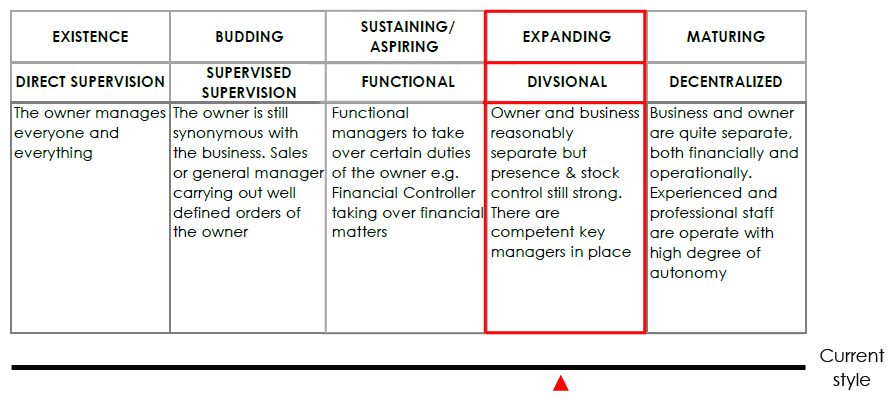 EXISTENCE
BUDDING
SUSTAINING/
ASPIRING
EXPANDING
MATURING
DIRECT SUPERVISION
SUPERVISED
SUPERVISION
FUNCTIONAL
DIVSIONAL
DECENTRALIZED
The owner manages
everyone and
everything
The owner is still
synonymous with
the business. Sales
or general manager
carrying out well
defined orders of
the owner
Functional
managers to take
over certain duties
of the owner e.g.
Financial Controller
taking over financial
matters
Owner and business
reasonably
separate but
presence & stock
control still strong.
There are
competent key
managers in place
Business and owner
are quite separate,
both financially and
operationally.
Experienced and
professional staff
are operate with
high degree of
autonomy
Current
style